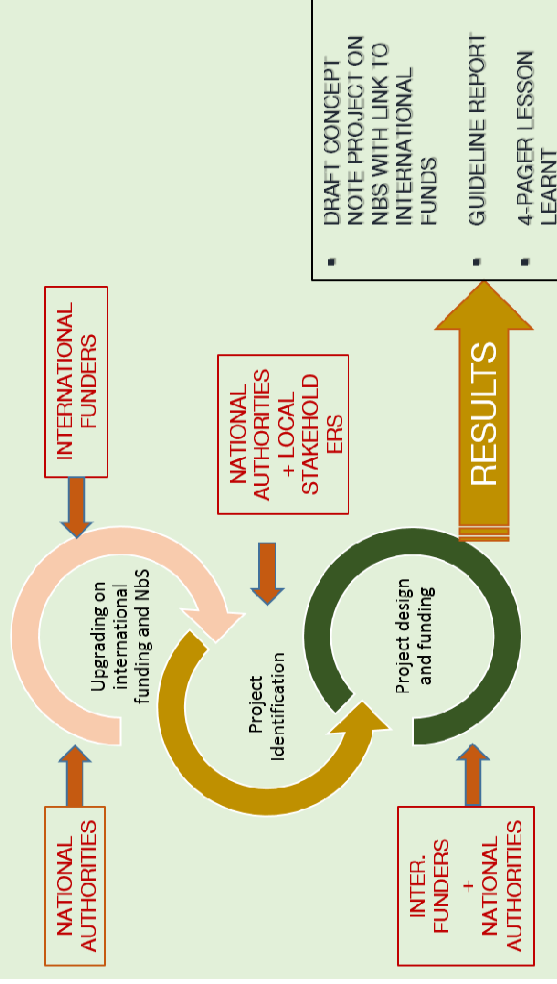 NATIONAL
AUTHORITIES
Upgrading on
international
funding and NbS
INTERNATIONAL
FUNDERS
Project
Identification
NATIONAL
AUTHORITIES
+ LOCAL
STAKEHOLD
ERS
INTER.
FUNDERS
+
NATIONAL
AUTHORITIES
Project design
and funding
RESULTS
▪ DRAFT CONCEPT
NOTE PROJECT ON
NBS WITH LINK TO
INTERNATIONAL
FUNDS
▪ GUIDELINE REPORT
▪ 4-PAGER LESSON
LEARNT